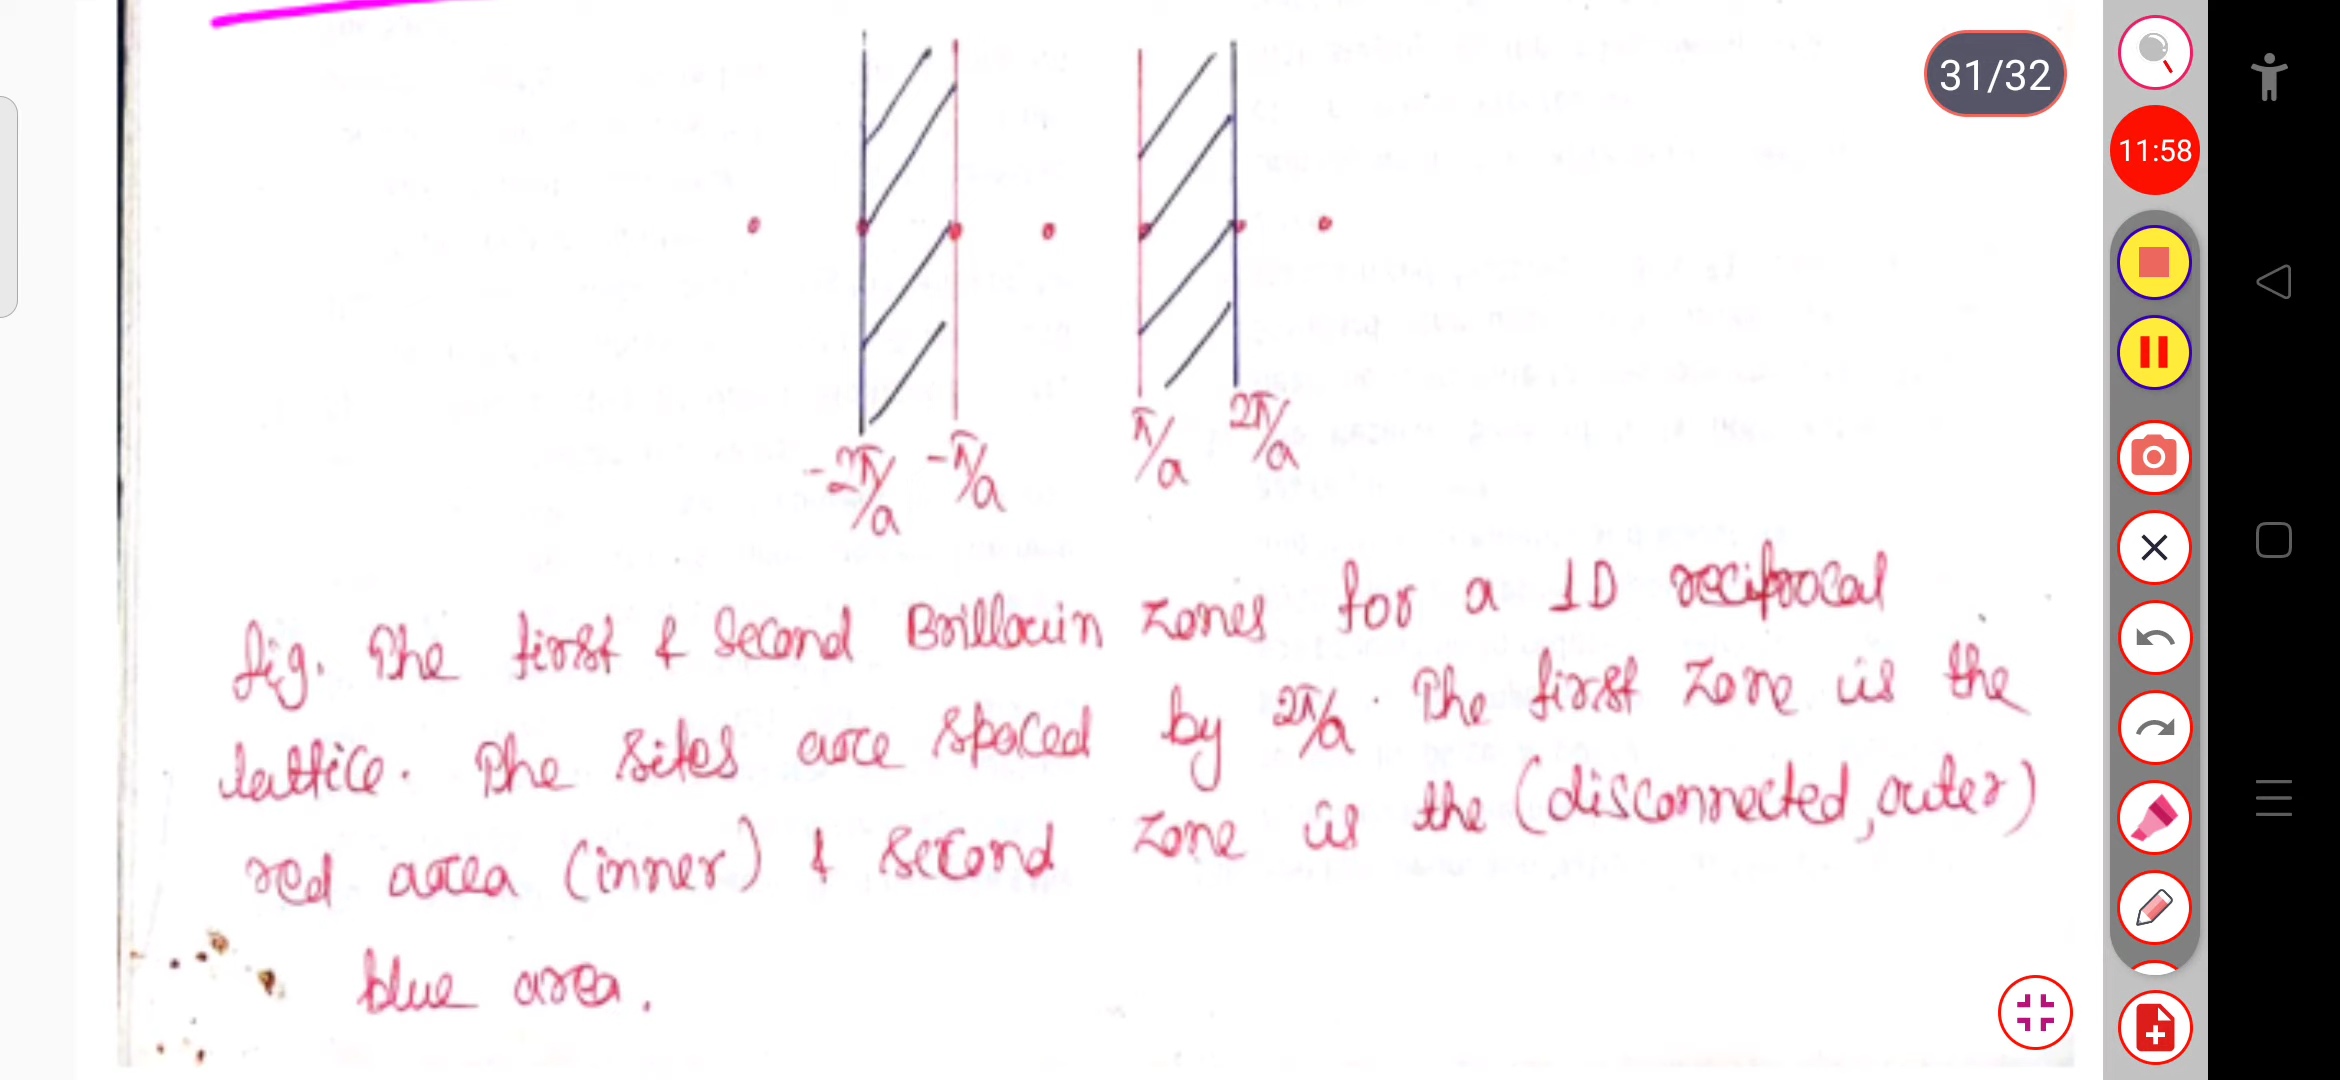 31/32
11:58
-2π/a -π/a π/a 2π/a
fig. The first & Second Brillouin Zones for a 1D reciprocal
lattice. The sites are spaced by 2π/a. The first zone is the
red area (inner) & second zone is the (disconnected, outer)
blue area.